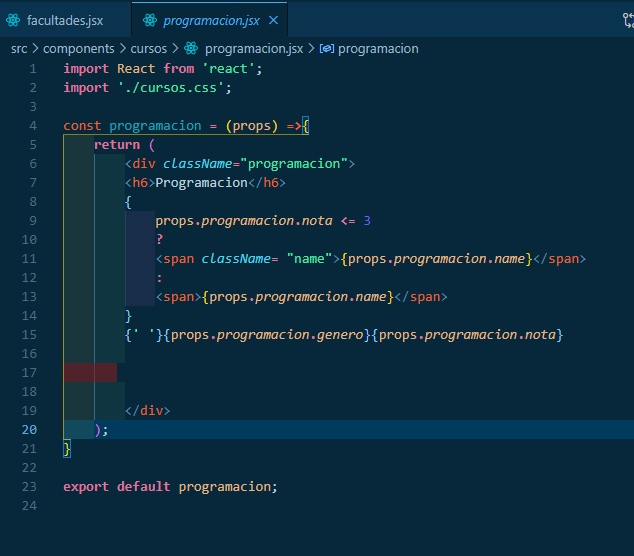 facultades.jsx programacion.jsx ×
src > components > cursos > programacion.jsx > programacion
1 import React from 'react';
2 import './cursos.css';
3
4 const programacion = (props) =>{
5 return (
6 <div className="programacion">
7 <h6>Programacion</h6>
8 {
9 props.programacion.nota <= 3
10 ?
11 <span className= "name">{props.programacion.name}</span>
12 :
13 <span>{props.programacion.name}</span>
14 }
15 {' '}{props.programacion.genero}{props.programacion.nota}
16
17
18
19 </div>
20 );
21 }
22
23 export default programacion;
24